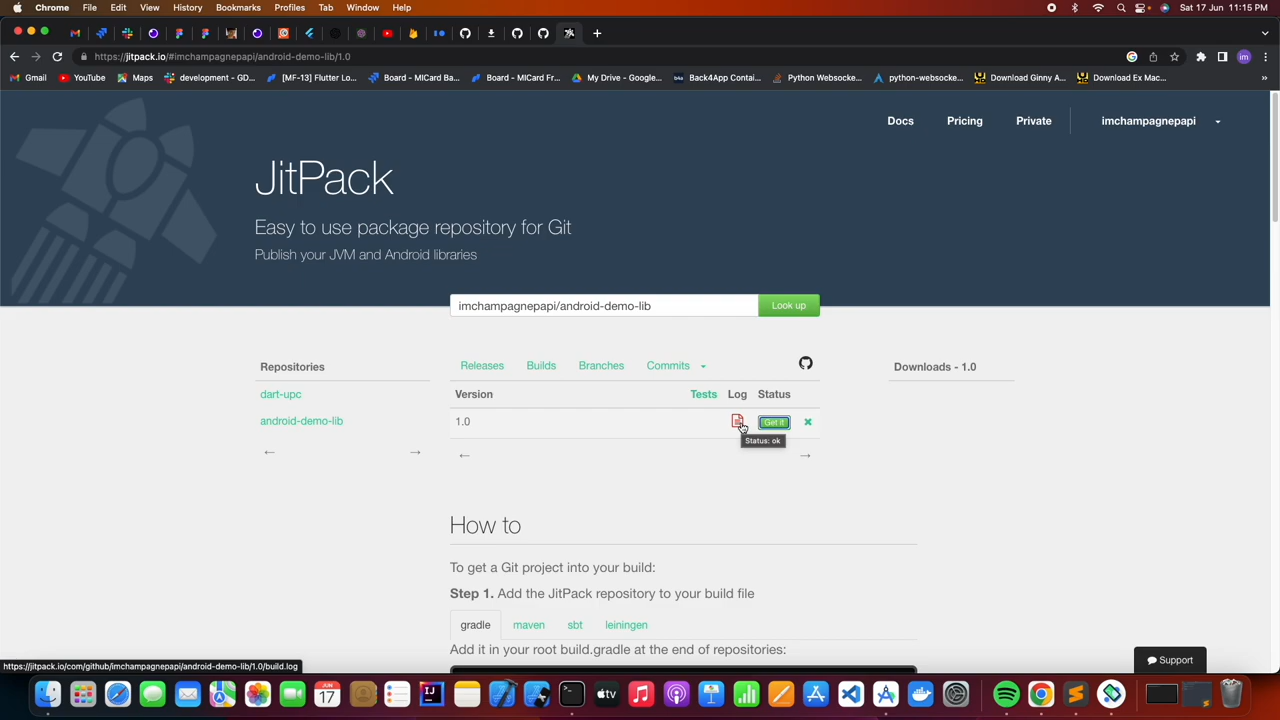 Chrome File Edit View History Bookmarks Profiles Tab Window Help Sat 17 Jun 11:15 PM
https://jitpack.io/#imchampagnepapi/android-demo-lib/1.0 im
Gmail YouTube Maps development - GD... [MF-13] Flutter Lo... Board - MICard Ba... Board - MICard Fr... My Drive - Google... Back4App Contai... Python Websocke... python-websocke... Download Ginny A... Download Ex Mac... »
Docs Pricing Private imchampagnepapi
JitPack
Easy to use package repository for Git
Publish your JVM and Android libraries
imchampagnepapi/android-demo-lib Look up
Repositories Releases Builds Branches Commits Downloads - 1.0
dart-upc Version Tests Log Status
android-demo-lib 1.0 Get it
Status: ok
← → ← →
How to
To get a Git project into your build:
Step 1. Add the JitPack repository to your build file
gradle maven sbt leiningen
Add it in your root build.gradle at the end of repositories:
https://jitpack.io/com/github/imchampagnepapi/android-demo-lib/1.0/build.log Support
JUN
17
tv